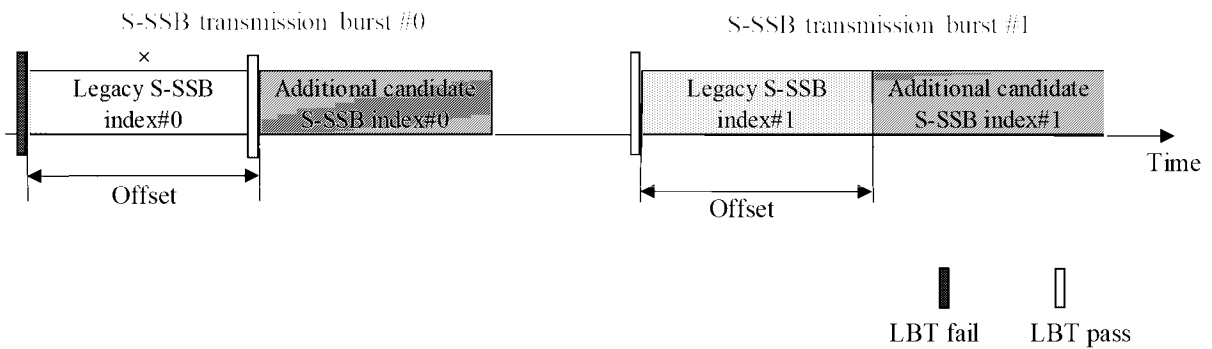 S-SSB transmission burst #0
S-SSB transmission burst #1
×
Legacy S-SSB
index#0
Additional candidate
S-SSB index#0
Legacy S-SSB
index#1
Additional candidate
S-SSB index#1
Time
Offset
Offset
LBT fail
LBT pass